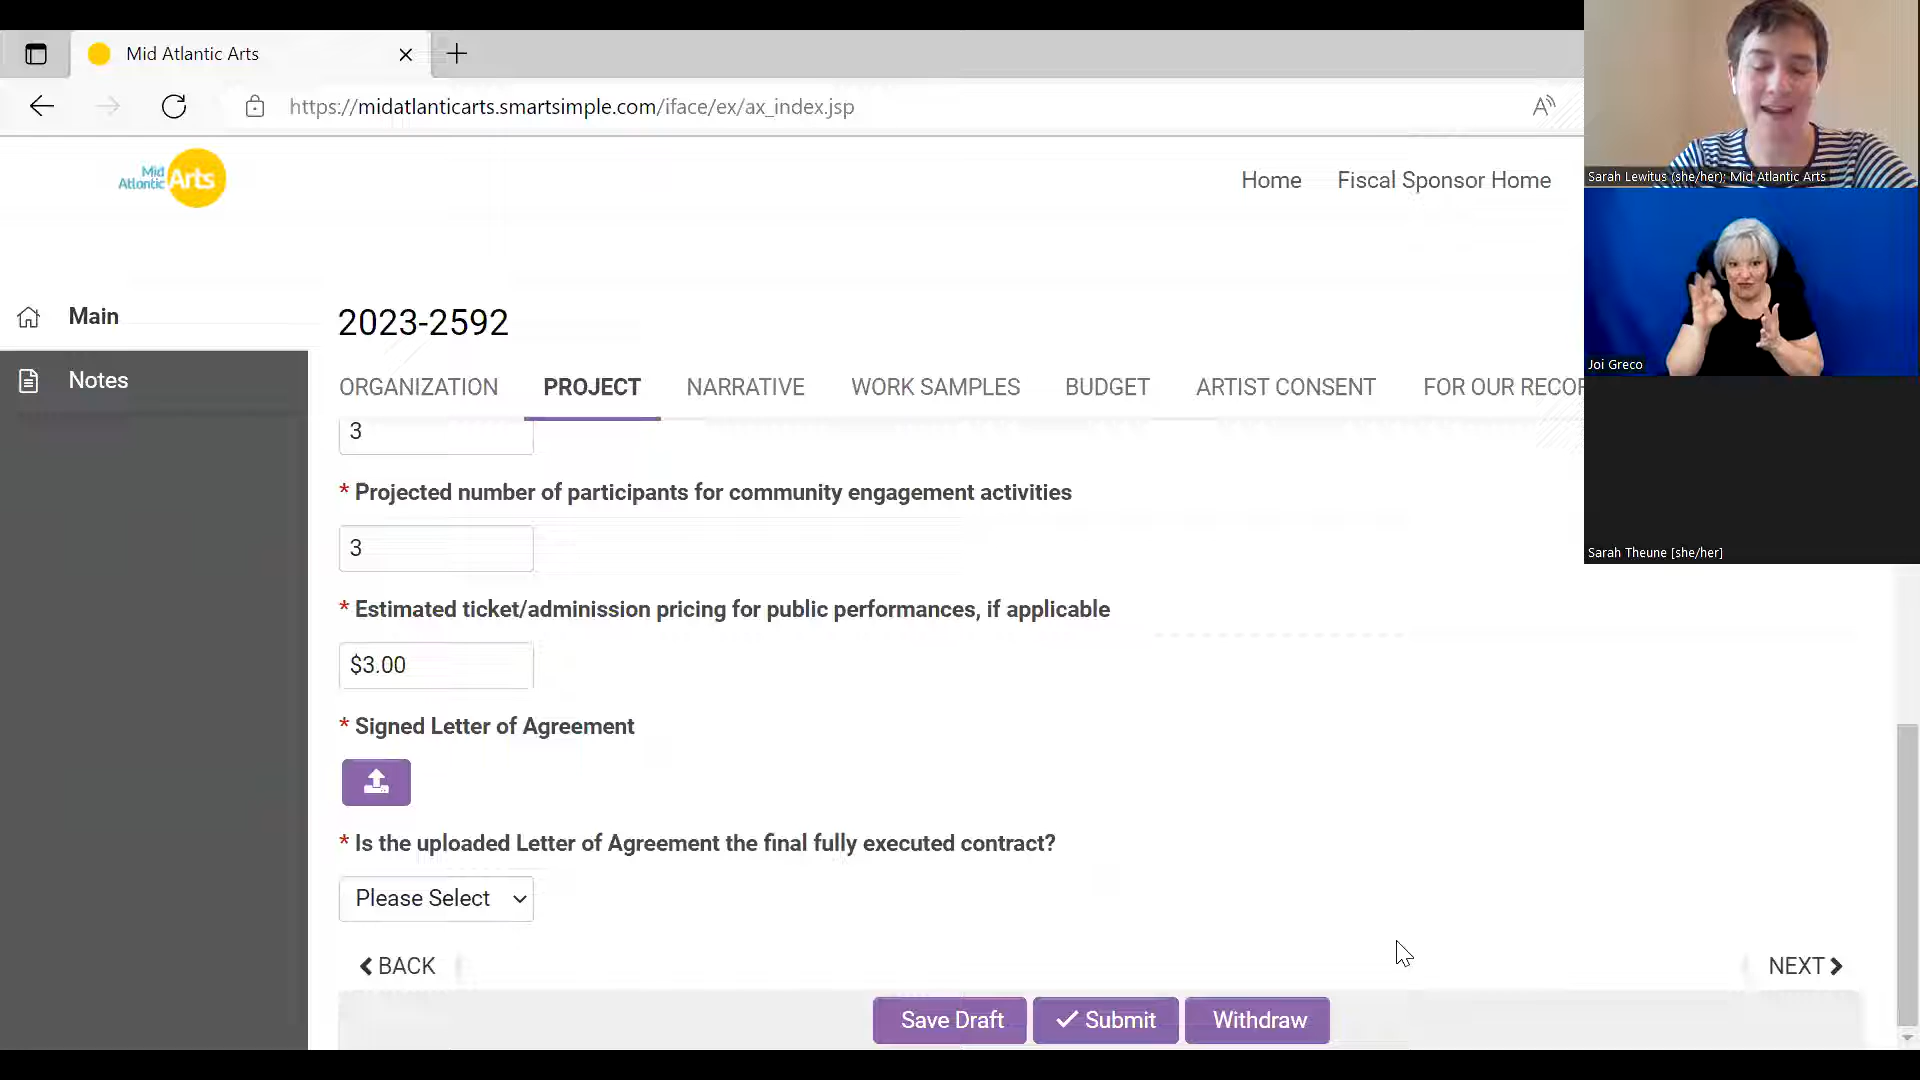 Mid Atlantic Arts
https://midatlanticarts.smartsimple.com/iface/ex/ax_index.jsp
Mid
Atlantic Arts
Home
Fiscal Sponsor Home
Sarah Lewitus (she/her); Mid Atlantic Arts
Joi Greco
Sarah Theune [she/her]
Main
Notes
2023-2592
ORGANIZATION
PROJECT
NARRATIVE
WORK SAMPLES
BUDGET
ARTIST CONSENT
FOR OUR RECOR
3
* Projected number of participants for community engagement activities
3
* Estimated ticket/adminission pricing for public performances, if applicable
$3.00
* Signed Letter of Agreement
* Is the uploaded Letter of Agreement the final fully executed contract?
Please Select
BACK
NEXT
Save Draft
Submit
Withdraw